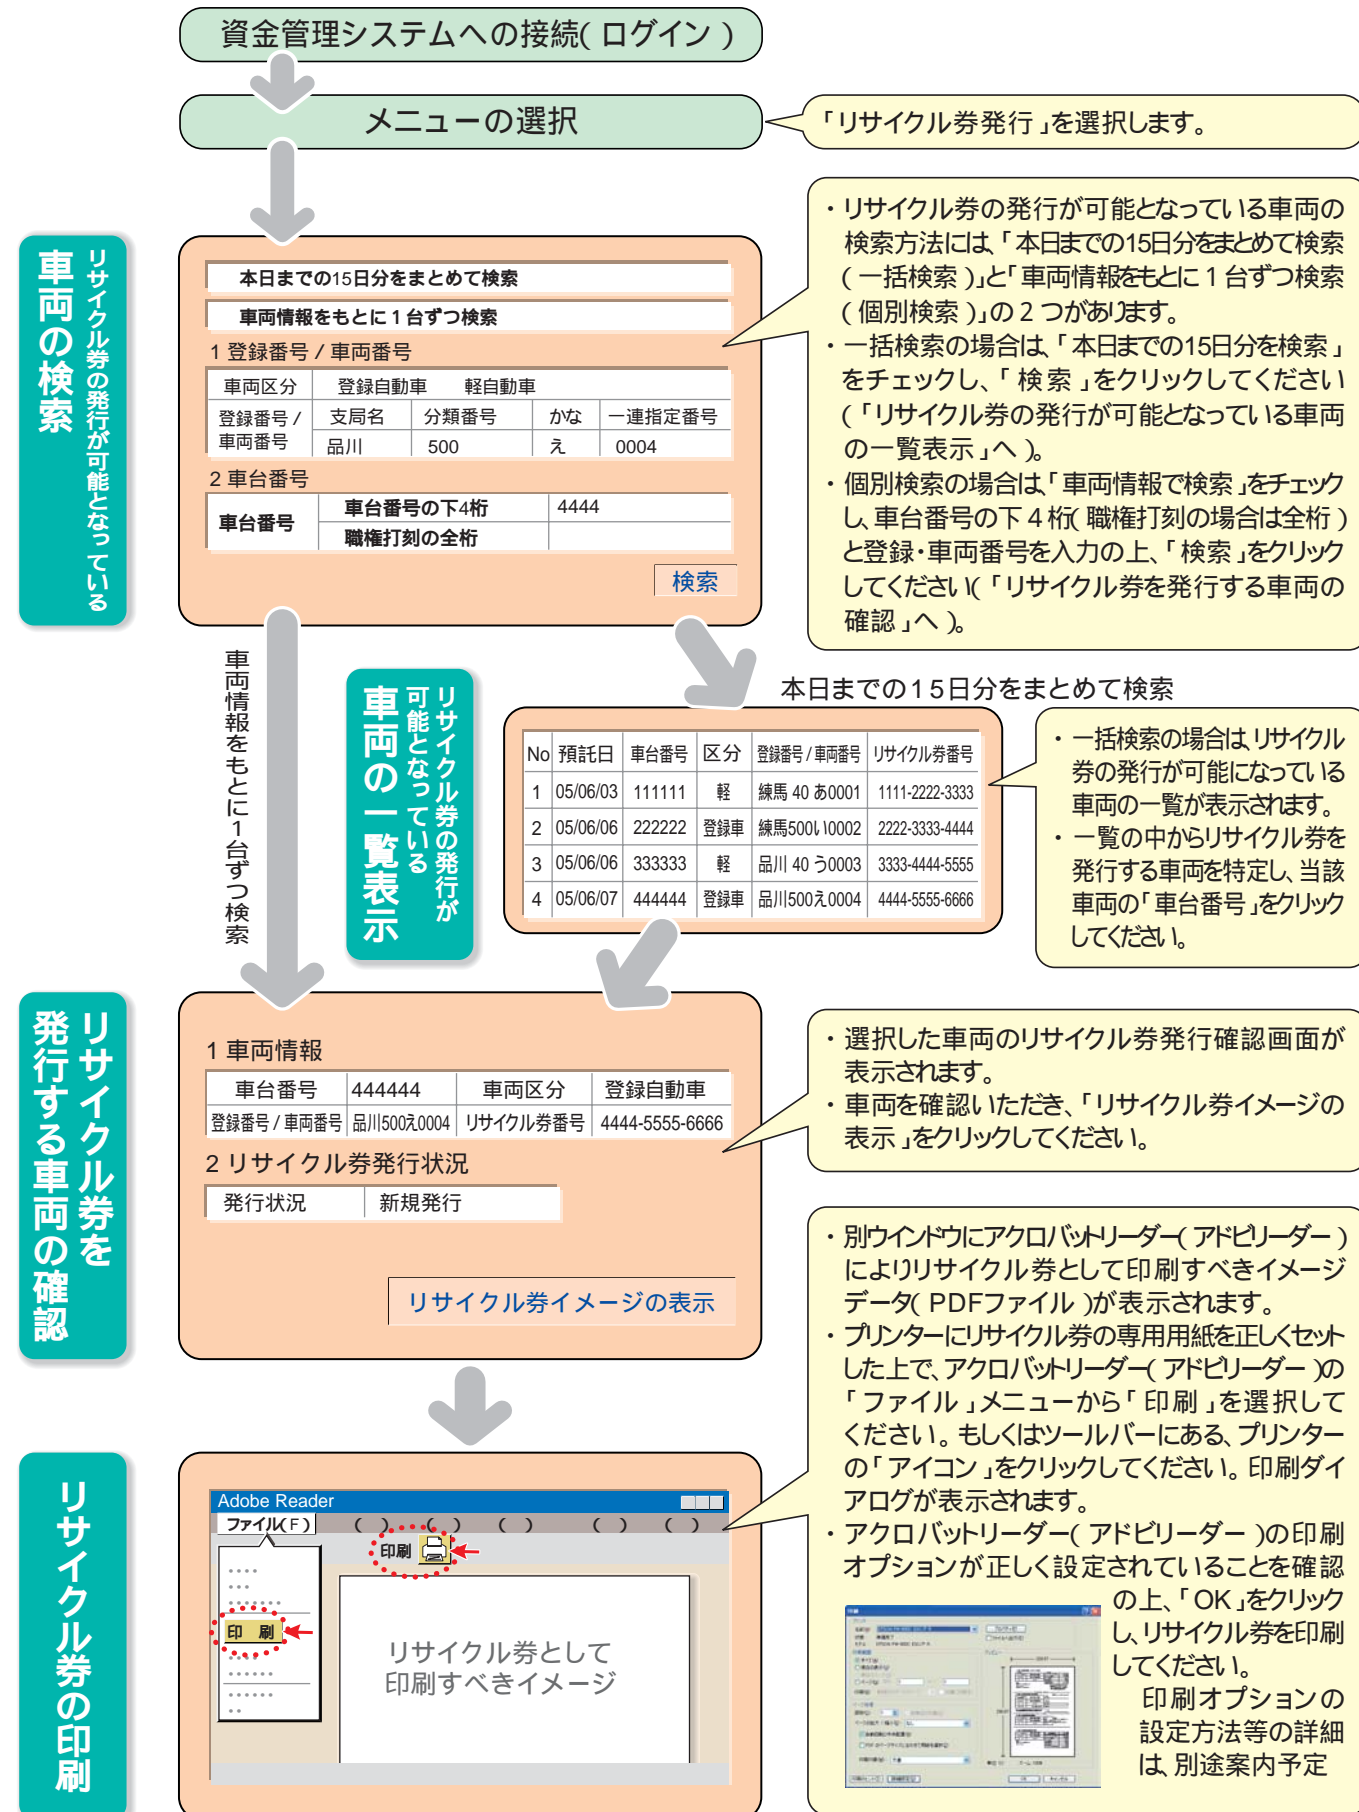 資金管理システムへの接続(ログイン)
メニューの選択
「リサイクル券発行」を選択します。
リサイクル券の発行が可能となっている
車両の検索
本日までの15日分をまとめて検索
車両情報をもとに1台ずつ検索
1 登録番号 / 車両番号
車両区分 登録自動車 軽自動車
登録番号 / 車両番号 支局名 分類番号 かな 一連指定番号
品川 500 え 0004
2 車台番号
車台番号 車台番号の下4桁 4444
職権打刻の全桁
検索
・リサイクル券の発行が可能となっている車両の
検索方法には、「本日までの15日分をまとめて検索
(一括検索)」と「車両情報をもとに1台ずつ検索
(個別検索)」の2つがあります。
・一括検索の場合は、「本日までの15日分を検索」
をチェックし、「検索」をクリックしてください
(「リサイクル券の発行が可能となっている車両
の一覧表示」へ)。
・個別検索の場合は、「車両情報で検索」をチェック
し、車台番号の下4桁(職権打刻の場合は全桁)
と登録・車両番号を入力の上、「検索」をクリック
してください(「リサイクル券を発行する車両の
確認」へ)。
車両情報をもとに1台ずつ検索
リサイクル券の発行が
可能となっている
車両の一覧表示
本日までの15日分をまとめて検索
No 預託日 車台番号 区分 登録番号 / 車両番号 リサイクル券番号
1 05/06/03 111111 軽 練馬 40 あ0001 1111-2222-3333
2 05/06/06 222222 登録車 練馬500い0002 2222-3333-4444
3 05/06/06 333333 軽 品川 40 う0003 3333-4444-5555
4 05/06/07 444444 登録車 品川500え0004 4444-5555-6666
・一括検索の場合は、リサイクル
券の発行が可能になっている
車両の一覧が表示されます。
・一覧の中からリサイクル券を
発行する車両を特定し、当該
車両の「車台番号」をクリック
してください。
リサイクル券を
発行する車両の確認
1 車両情報
車台番号 444444 車両区分 登録自動車
登録番号 / 車両番号 品川500え0004 リサイクル券番号 4444-5555-6666
2 リサイクル券発行状況
発行状況 新規発行
リサイクル券イメージの表示
・選択した車両のリサイクル券発行確認画面が
表示されます。
・車両を確認いただき、「リサイクル券イメージの
表示」をクリックしてください。
リサイクル券の印刷
Adobe Reader
ファイル(F) ( ) ( ) ( ) ( ) ( )
印刷
印 刷
リサイクル券として
印刷すべきイメージ
・別ウインドウにアクロバットリーダー(アドビリーダー)
によりリサイクル券として印刷すべきイメージ
データ(PDFファイル)が表示されます。
・プリンターにリサイクル券の専用用紙を正しくセット
した上で、アクロバットリーダー(アドビリーダー)の
「ファイル」メニューから「印刷」を選択して
ください。もしくはツールバーにある、プリンター
の「アイコン」をクリックしてください。印刷ダイ
アログが表示されます。
・アクロバットリーダー(アドビリーダー)の印刷
オプションが正しく設定されていることを確認
の上、「OK」をクリック
し、リサイクル券を印刷
してください。
印刷オプションの
設定方法等の詳細
は、別途案内予定